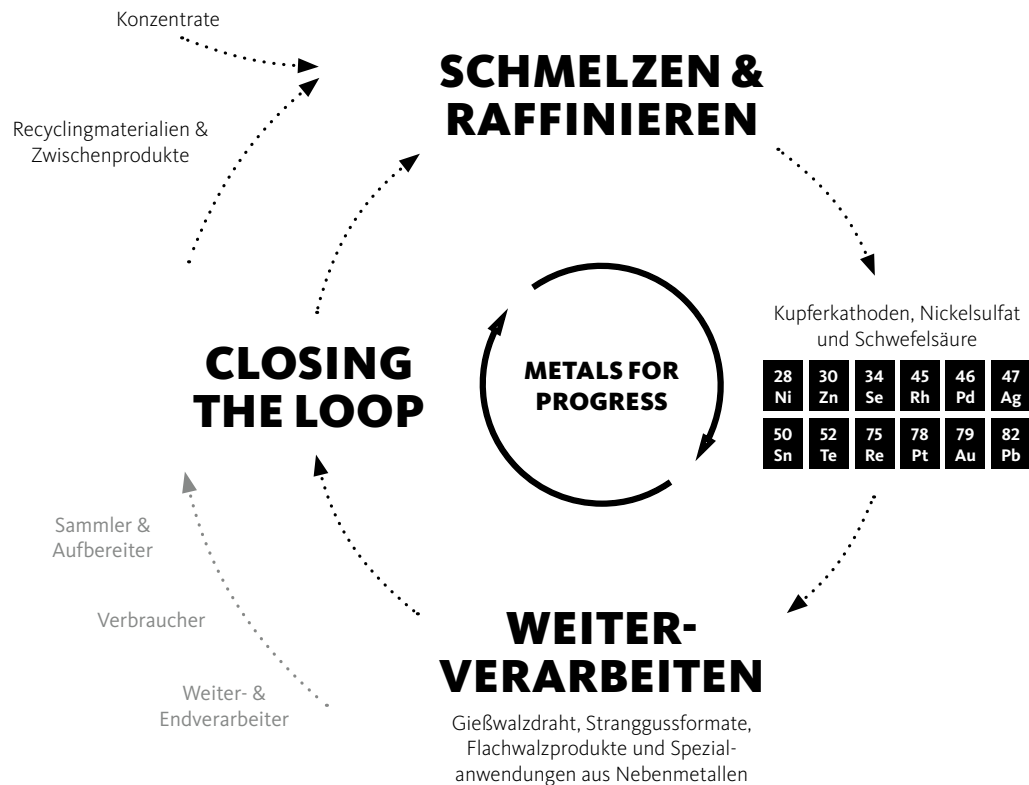 Konzentrate
SCHMELZEN &
RAFFINIEREN
Recyclingmaterialien &
Zwischenprodukte
Kupferkathoden, Nickelsulfat
und Schwefelsäure
28 30 34 45 46 47
Ni Zn Se Rh Pd Ag
50 52 75 78 79 82
Sn Te Re Pt Au Pb
CLOSING
THE LOOP
METALS FOR
PROGRESS
Sammler &
Aufbereiter
Verbraucher
Weiter- &
Endverarbeiter
WEITER-
VERARBEITEN
Gießwalzdraht, Stranggussformate,
Flachwalzprodukte und Spezial-
anwendungen aus Nebenmetallen